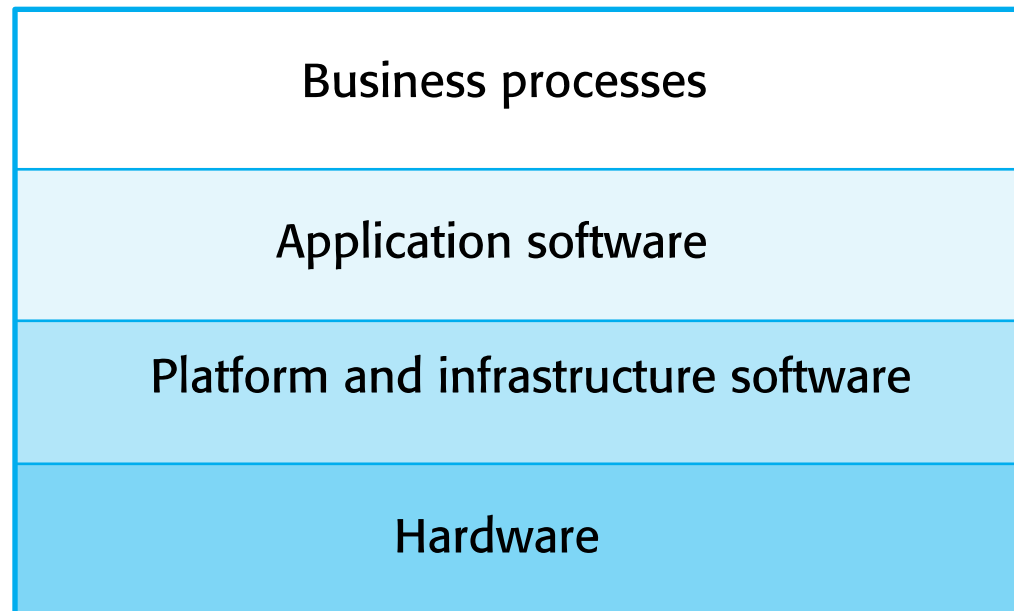 Business processes
Application software
Platform and infrastructure software
Hardware